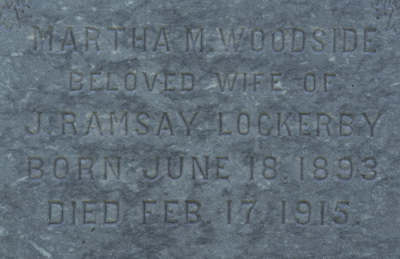 MARTHA M. WOODSIDE
BELOVED WIFE OF
J. RAMSAY LOCKERBY
BORN JUNE 18, 1893
DIED FEB. 17, 1915.